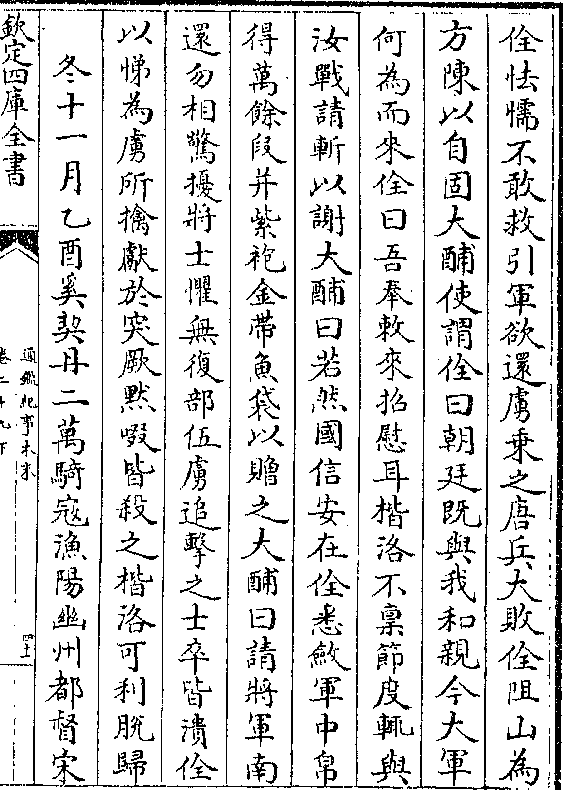 佺怯懦不敢救引軍欲還虜乗之唐兵大敗佺阻山為
方陳以自固大酺使謂佺曰朝廷既與我和親今大軍
何為而來佺曰吾奉敕來招慰耳楷洛不禀節度輒與
汝戰請斬以謝大酺曰若然國信安在佺悉斂軍中帛
得萬餘段并紫袍金帶魚袋以贈之大酺曰請將軍南
還勿相驚擾將士懼無復部伍虜追擊之士卒皆潰佺
以悌為虜所擒獻於突厥黙啜皆殺之楷洛可利脱歸
冬十一月乙酉奚契丹二萬騎寇漁陽幽州都督宋
欽定四庫全書
通鑑紀事本末
卷二十九下
四十